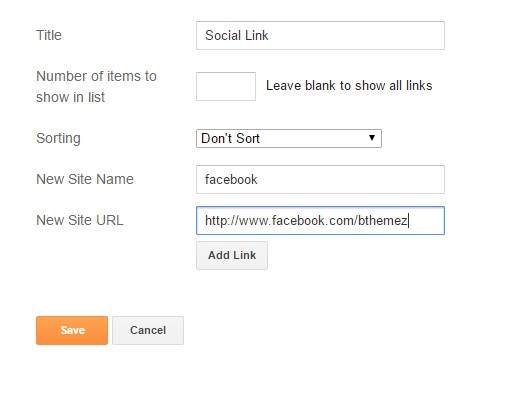 Title
Social Link
Number of items to
show in list
Leave blank to show all links
Sorting
Don't Sort
New Site Name
facebook
New Site URL
http://www.facebook.com/bthemez
Add Link
Save
Cancel